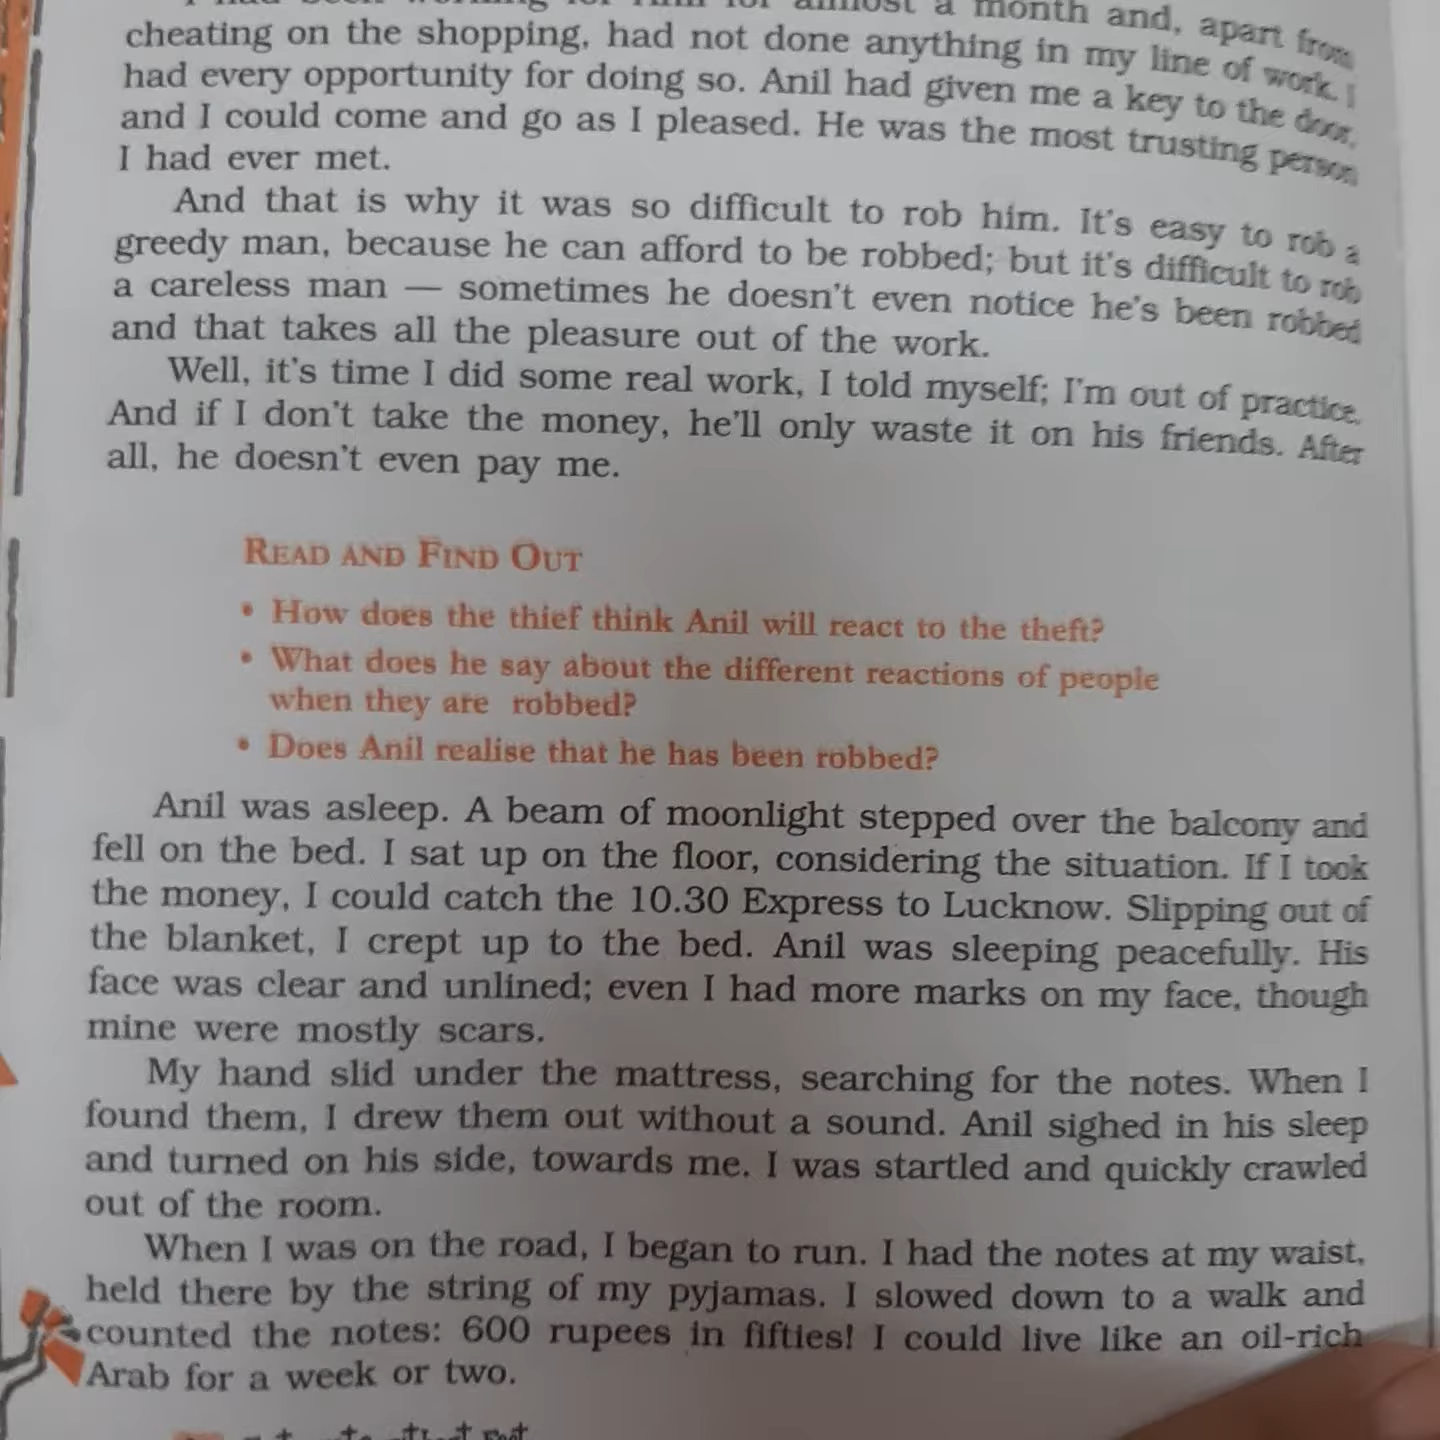 I had been working for Anil for almost a month and, apart from
cheating on the shopping, had not done anything in my line of work. I
had every opportunity for doing so. Anil had given me a key to the door,
and I could come and go as I pleased. He was the most trusting person
I had ever met.
And that is why it was so difficult to rob him. It's easy to rob a
greedy man, because he can afford to be robbed; but it's difficult to rob
a careless man — sometimes he doesn't even notice he's been robbed
and that takes all the pleasure out of the work.
Well, it's time I did some real work, I told myself; I'm out of practice.
And if I don't take the money, he'll only waste it on his friends. After
all, he doesn't even pay me.
READ AND FIND OUT
• How does the thief think Anil will react to the theft?
• What does he say about the different reactions of people
when they are robbed?
• Does Anil realise that he has been robbed?
Anil was asleep. A beam of moonlight stepped over the balcony and
fell on the bed. I sat up on the floor, considering the situation. If I took
the money, I could catch the 10.30 Express to Lucknow. Slipping out of
the blanket, I crept up to the bed. Anil was sleeping peacefully. His
face was clear and unlined; even I had more marks on my face, though
mine were mostly scars.
My hand slid under the mattress, searching for the notes. When I
found them, I drew them out without a sound. Anil sighed in his sleep
and turned on his side, towards me. I was startled and quickly crawled
out of the room.
When I was on the road, I began to run. I had the notes at my waist,
held there by the string of my pyjamas. I slowed down to a walk and
counted the notes: 600 rupees in fifties! I could live like an oil-rich
Arab for a week or two.